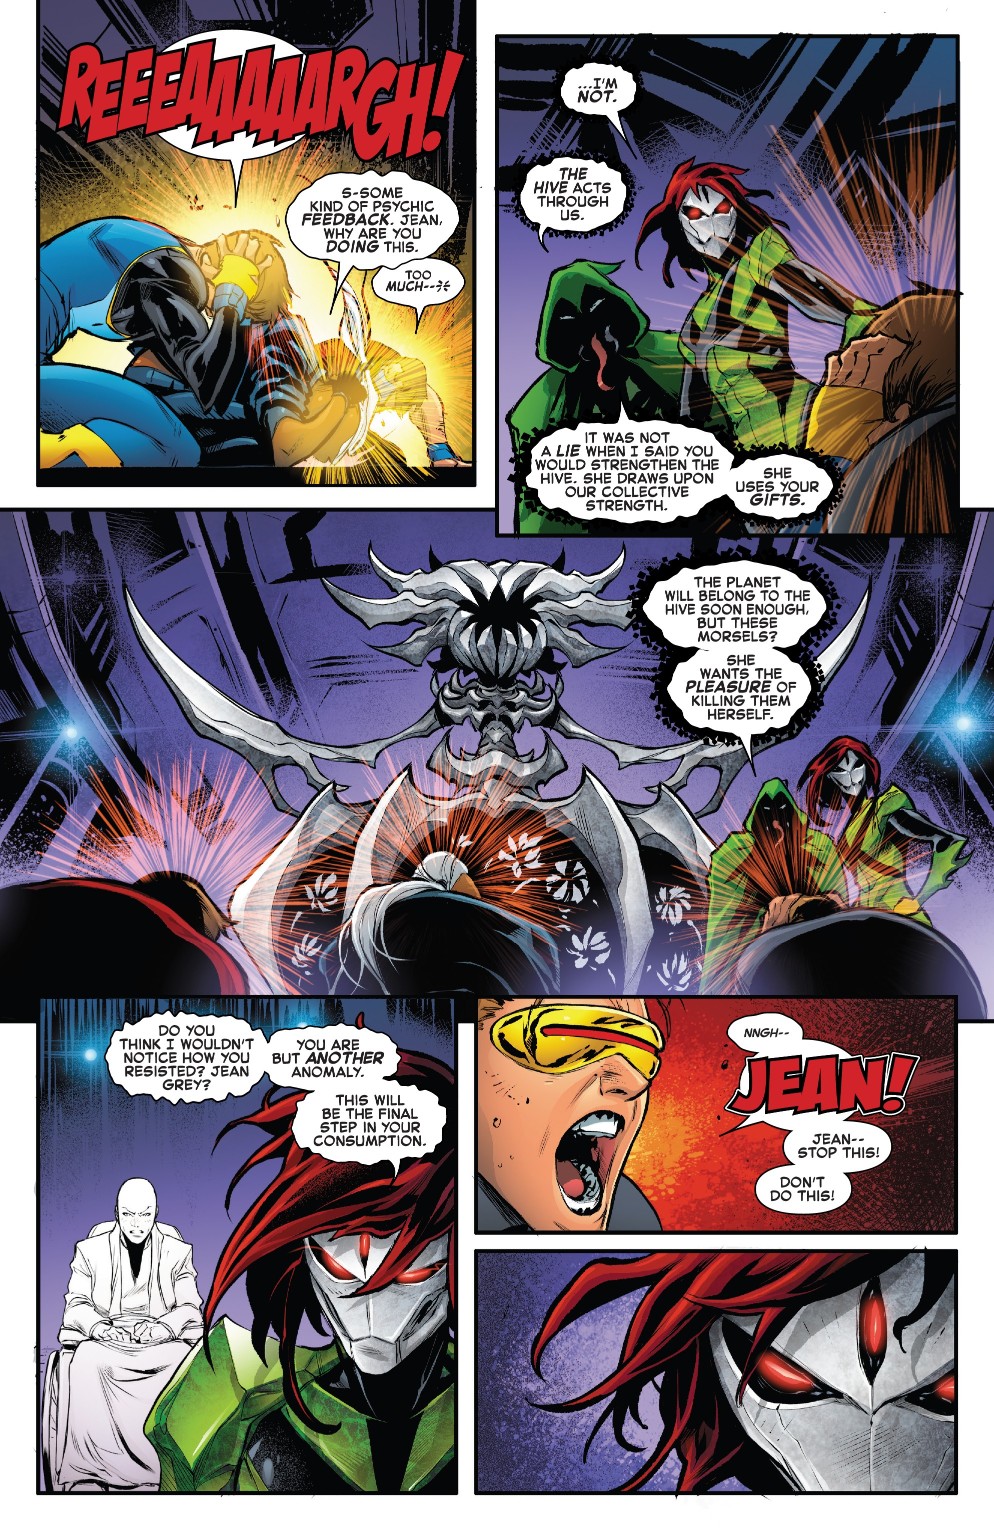 REEEAAAAARGH!
S-SOME
KIND OF PSYCHIC
FEEDBACK. JEAN,
WHY ARE YOU
DOING THIS.
TOO
MUCH--
...I'M
NOT.
THE
HIVE ACTS
THROUGH
US.
IT WAS NOT
A LIE WHEN I SAID YOU
WOULD STRENGTHEN THE
HIVE. SHE DRAWS UPON
OUR COLLECTIVE
STRENGTH.
SHE
USES YOUR
GIFTS.
THE PLANET
WILL BELONG TO THE
HIVE SOON ENOUGH,
BUT THESE
MORSELS?
SHE
WANTS THE
PLEASURE OF
KILLING THEM
HERSELF.
DO YOU
THINK I WOULDN'T
NOTICE HOW YOU
RESISTED? JEAN
GREY?
YOU ARE
BUT ANOTHER
ANOMALY.
THIS WILL
BE THE FINAL
STEP IN YOUR
CONSUMPTION.
NNGH--
JEAN!
JEAN--
STOP THIS!
DON'T
DO THIS!